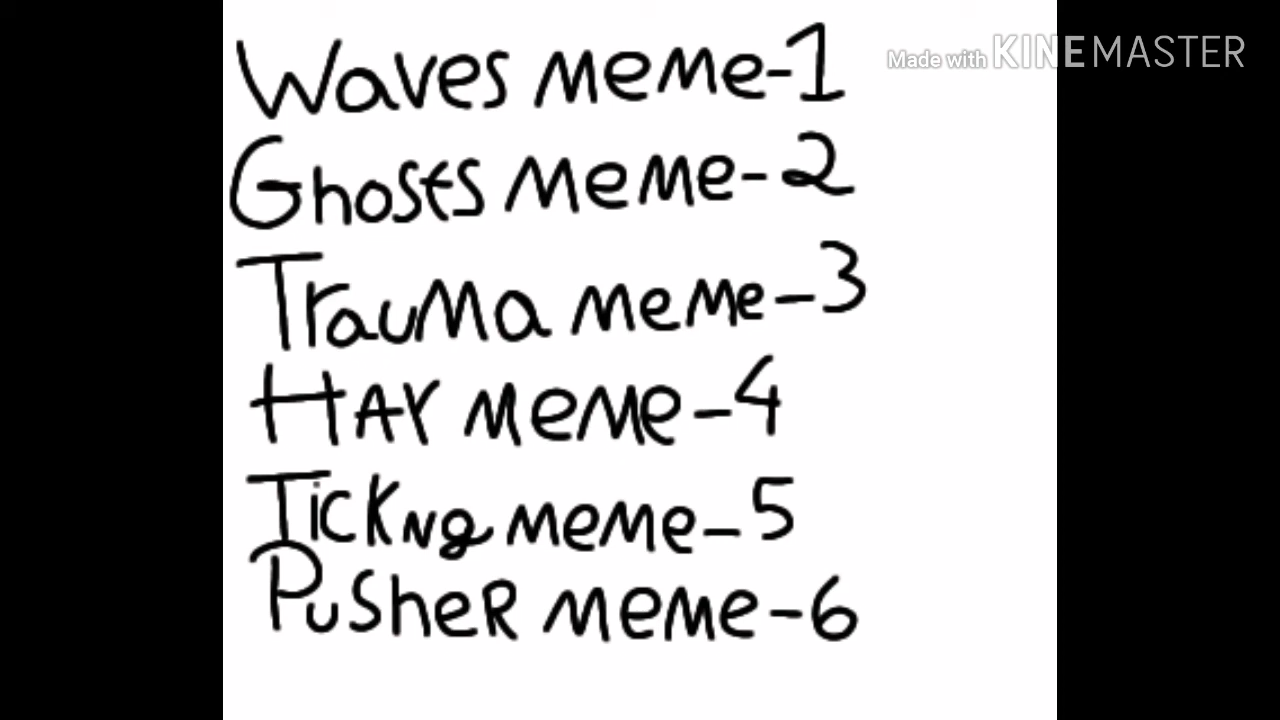 Waves meme-1
Made with KINEMASTER
Ghosts meme-2
Trauma meme-3
HAY meme-4
Tickng meme-5
Pusher meme-6